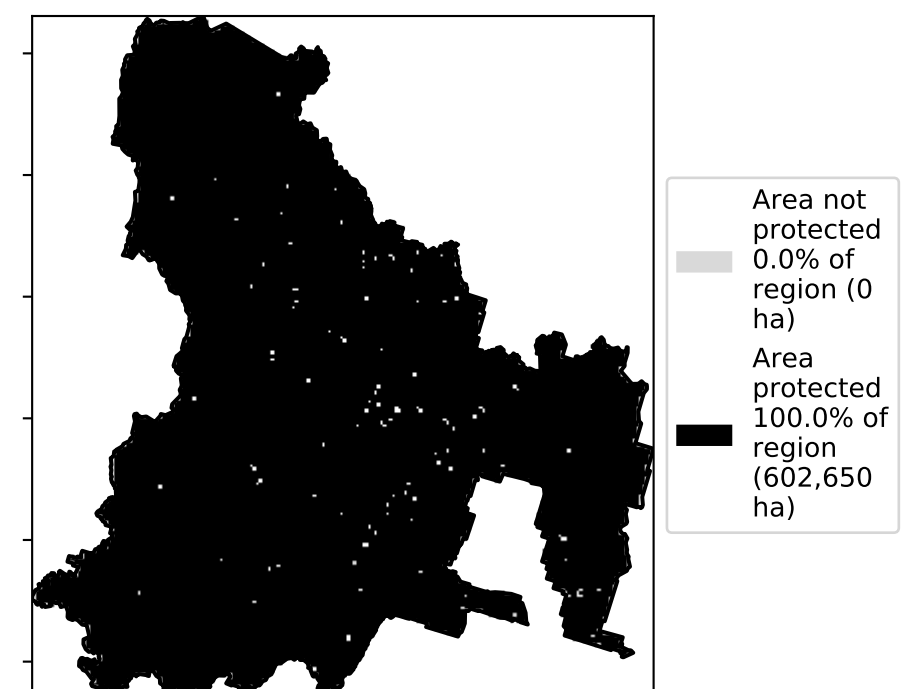 Area not
protected
0.0% of
region (0
ha)
Area
protected
100.0% of
region
(602,650
ha)